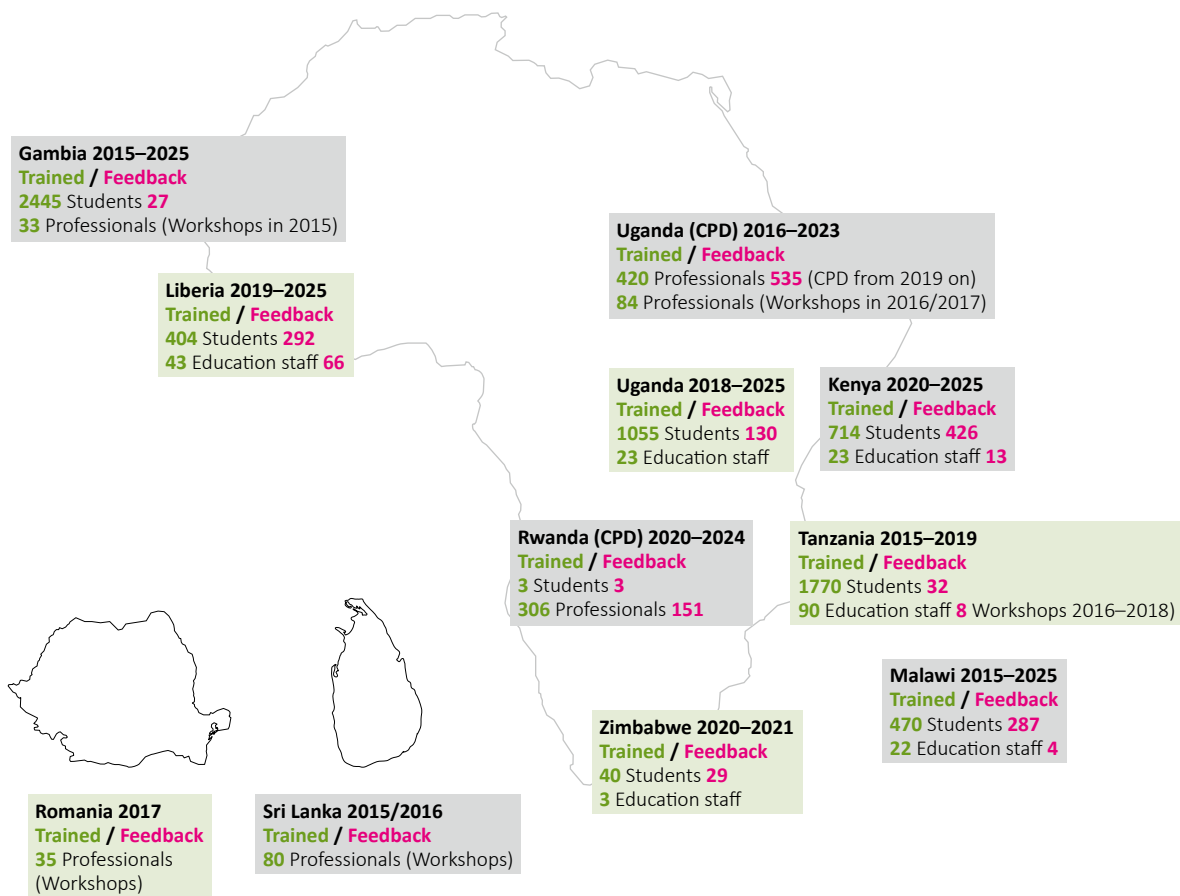 Gambia 2015–2025
Trained / Feedback
2445 Students 27
33 Professionals (Workshops in 2015)
Liberia 2019–2025
Trained / Feedback
404 Students 292
43 Education staff 66
Uganda (CPD) 2016–2023
Trained / Feedback
420 Professionals 535 (CPD from 2019 on)
84 Professionals (Workshops in 2016/2017)
Uganda 2018–2025
Trained / Feedback
1055 Students 130
23 Education staff
Kenya 2020–2025
Trained / Feedback
714 Students 426
23 Education staff 13
Rwanda (CPD) 2020–2024
Trained / Feedback
3 Students 3
306 Professionals 151
Tanzania 2015–2019
Trained / Feedback
1770 Students 32
90 Education staff 8 Workshops 2016–2018)
Malawi 2015–2025
Trained / Feedback
470 Students 287
22 Education staff 4
Zimbabwe 2020–2021
Trained / Feedback
40 Students 29
3 Education staff
Romania 2017
Trained / Feedback
35 Professionals
(Workshops)
Sri Lanka 2015/2016
Trained / Feedback
80 Professionals (Workshops)